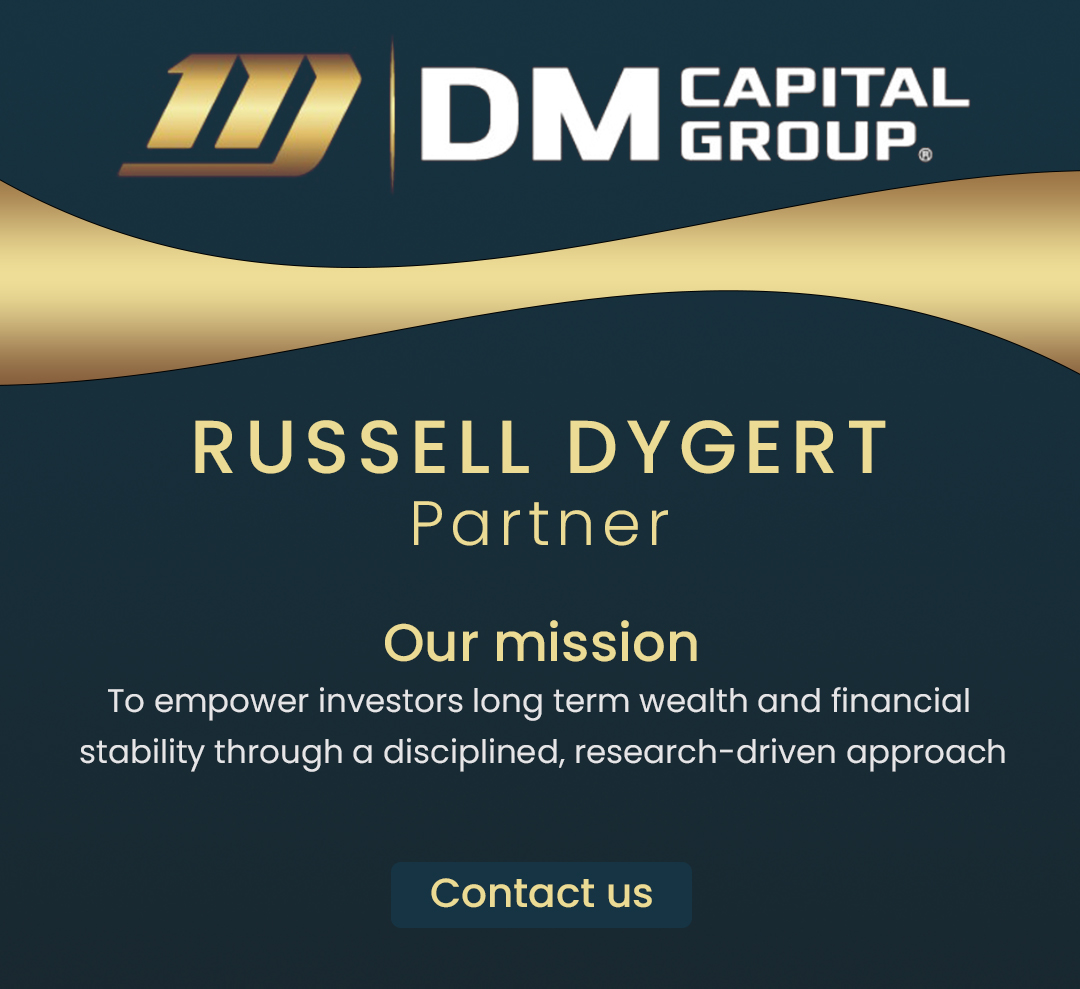 DM CAPITAL
GROUP®
RUSSELL DYGERT
Partner
Our mission
To empower investors long term wealth and financial
stability through a disciplined, research-driven approach
Contact us